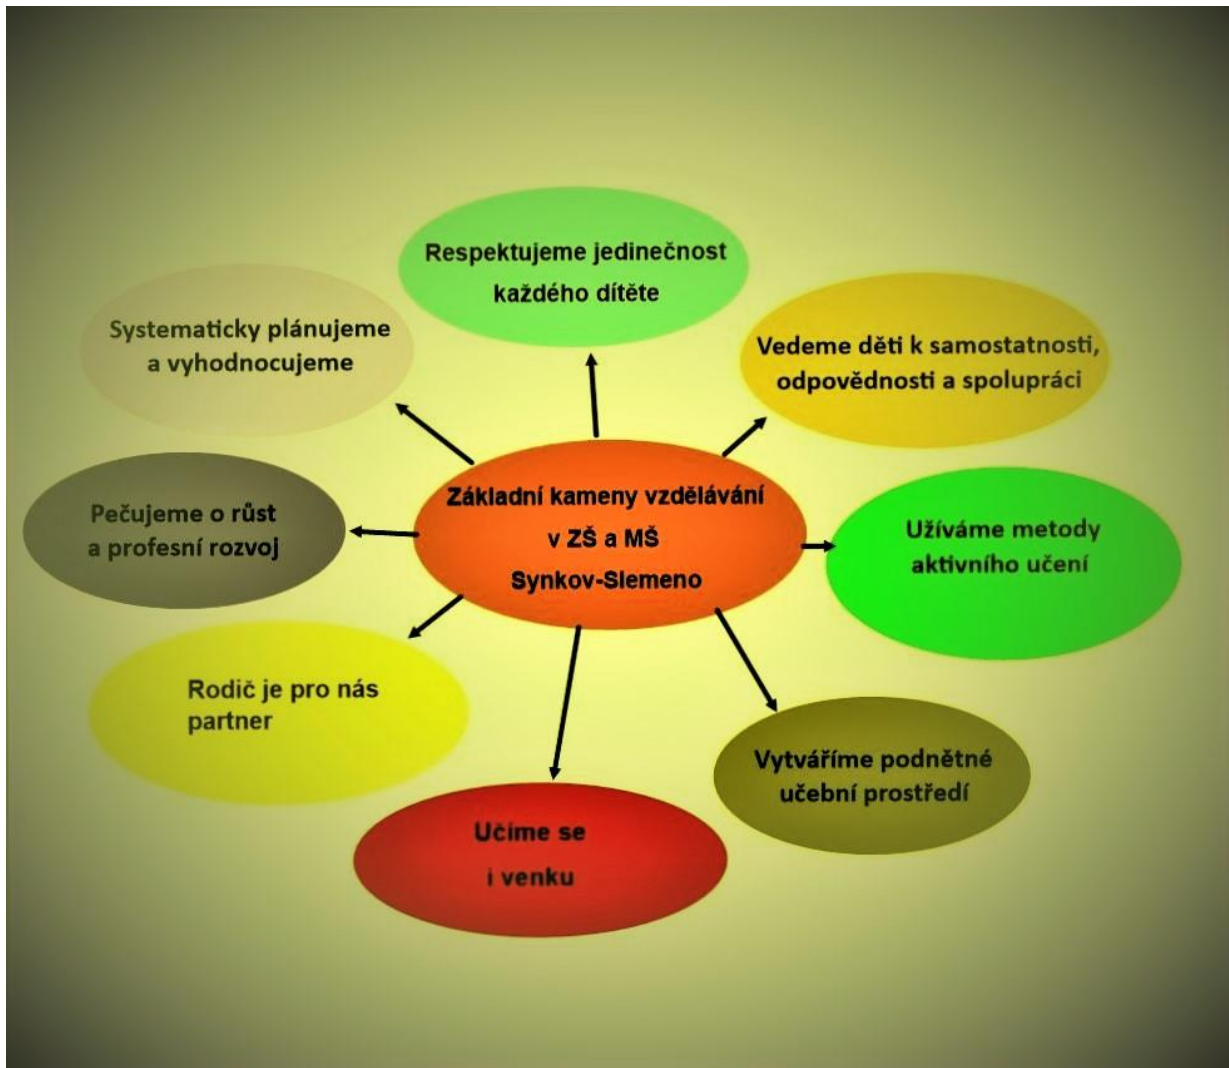 Respektujeme jedinečnost
každého dítěte
Systematicky plánujeme
a vyhodnocujeme
Vedeme děti k samostatnosti,
odpovědnosti a spolupráci
Základní kameny vzdělávání
v ZŠ a MŠ
Synkov-Slemeno
Pečujeme o růst
a profesní rozvoj
Užíváme metody
aktivního učení
Rodič je pro nás
partner
Vytváříme podnětné
učební prostředí
Učíme se
i venku